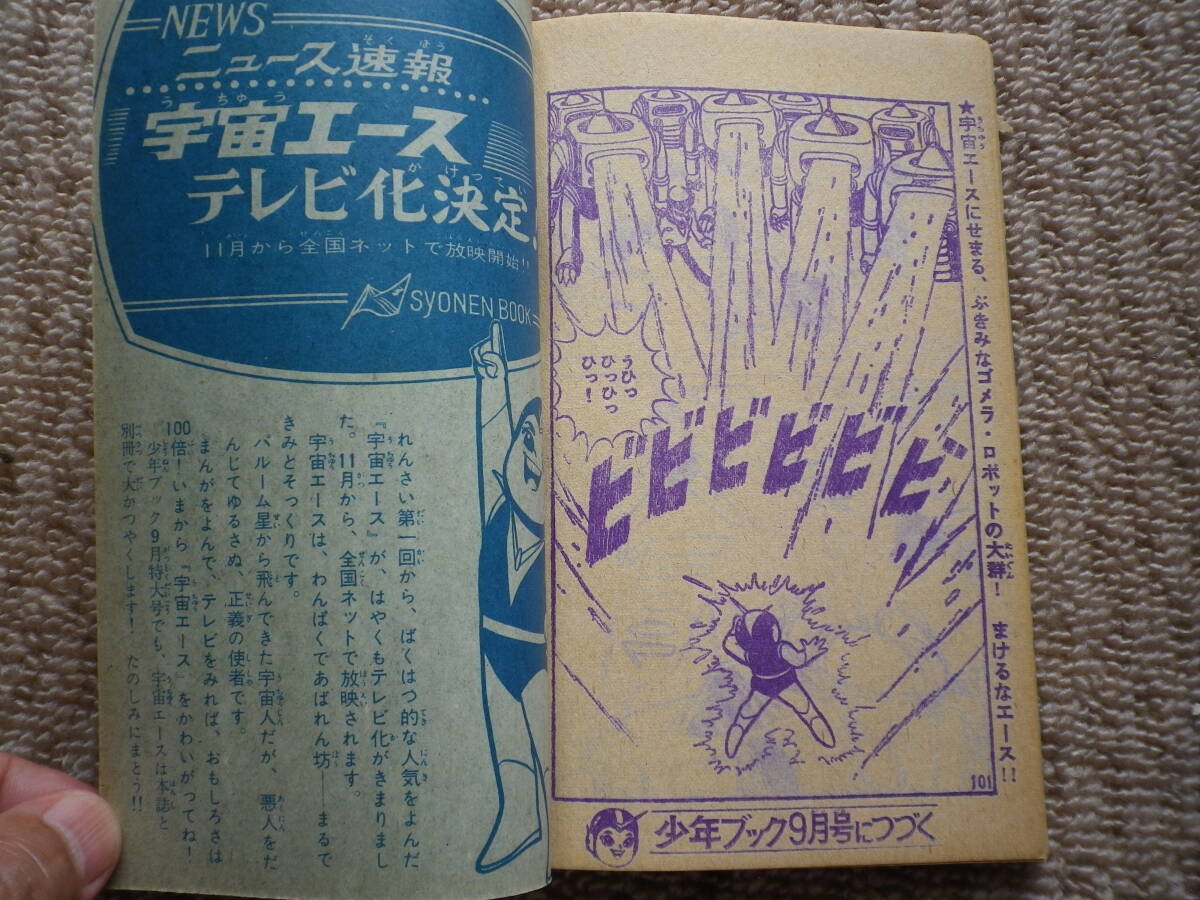 NEWS
ニュース速報
宇宙エース
テレビ化決定
11月から全国ネットで放映開始!!
SYONEN BOOK
れんさい第一回から、ばくはつ的な人気をよんだ
『宇宙エース』が、はやくもテレビ化がきまりまし
た。11月から、全国ネットで放映されます。
宇宙エースは、わんぱくであばれん坊――まるで
きみとそっくりです。
パルーム星から飛んできた宇宙人だが、悪人をだ
んじてゆるさぬ、正義の使者です。
まんがをよんで、テレビをみれば、おもしろさは
100倍!いまから『宇宙エース』をかわいがってね!
少年ブック9月特大号でも、宇宙エースは本誌と
別冊で大かつやくします!たのしみにまとう!!
★宇宙エースにせまる、ぶきみなゴメラ・ロボットの大群!まけるなエース!!
うひっ
ひっひっ
ひっ!
ビビビビビビ
101
少年ブック9月号につづく